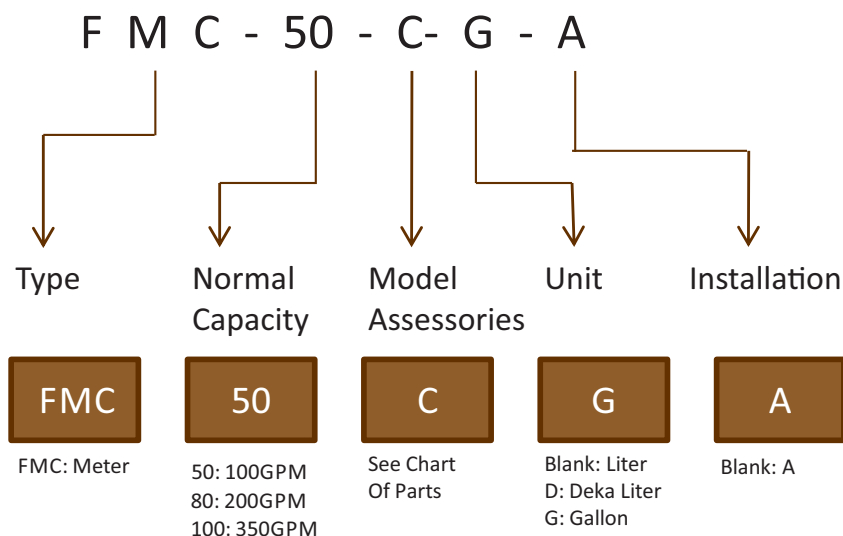 F M C - 50 - C- G - A
Type
Normal
Capacity
Model
Assessories
Unit
Installation
FMC
50
C
G
A
FMC: Meter
50: 100GPM
80: 200GPM
100: 350GPM
See Chart
Of Parts
Blank: Liter
D: Deka Liter
G: Gallon
Blank: A